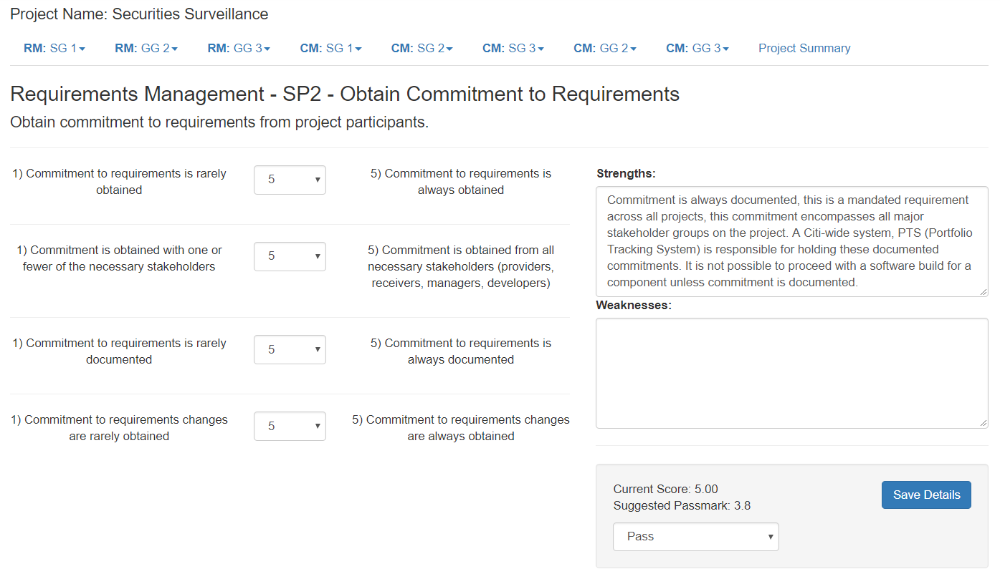 Project Name: Securities Surveillance
RM: SG 1 RM: GG 2 RM: GG 3 CM: SG 1 CM: SG 2 CM: SG 3 CM: GG 2 CM: GG 3 Project Summary
Requirements Management - SP2 - Obtain Commitment to Requirements
Obtain commitment to requirements from project participants.
1) Commitment to requirements is rarely
obtained
5
5) Commitment to requirements is
always obtained
1) Commitment is obtained with one or
fewer of the necessary stakeholders
5
5) Commitment is obtained from all
necessary stakeholders (providers,
receivers, managers, developers)
1) Commitment to requirements is rarely
documented
5
5) Commitment to requirements is
always documented
1) Commitment to requirements changes
are rarely obtained
5
5) Commitment to requirements changes
are always obtained
Strengths:
Commitment is always documented, this is a mandated requirement
across all projects, this commitment encompasses all major
stakeholder groups on the project. A Citi-wide system, PTS (Portfolio
Tracking System) is responsible for holding these documented
commitments. It is not possible to proceed with a software build for a
component unless commitment is documented.
Weaknesses:
Current Score: 5.00
Suggested Passmark: 3.8
Save Details
Pass